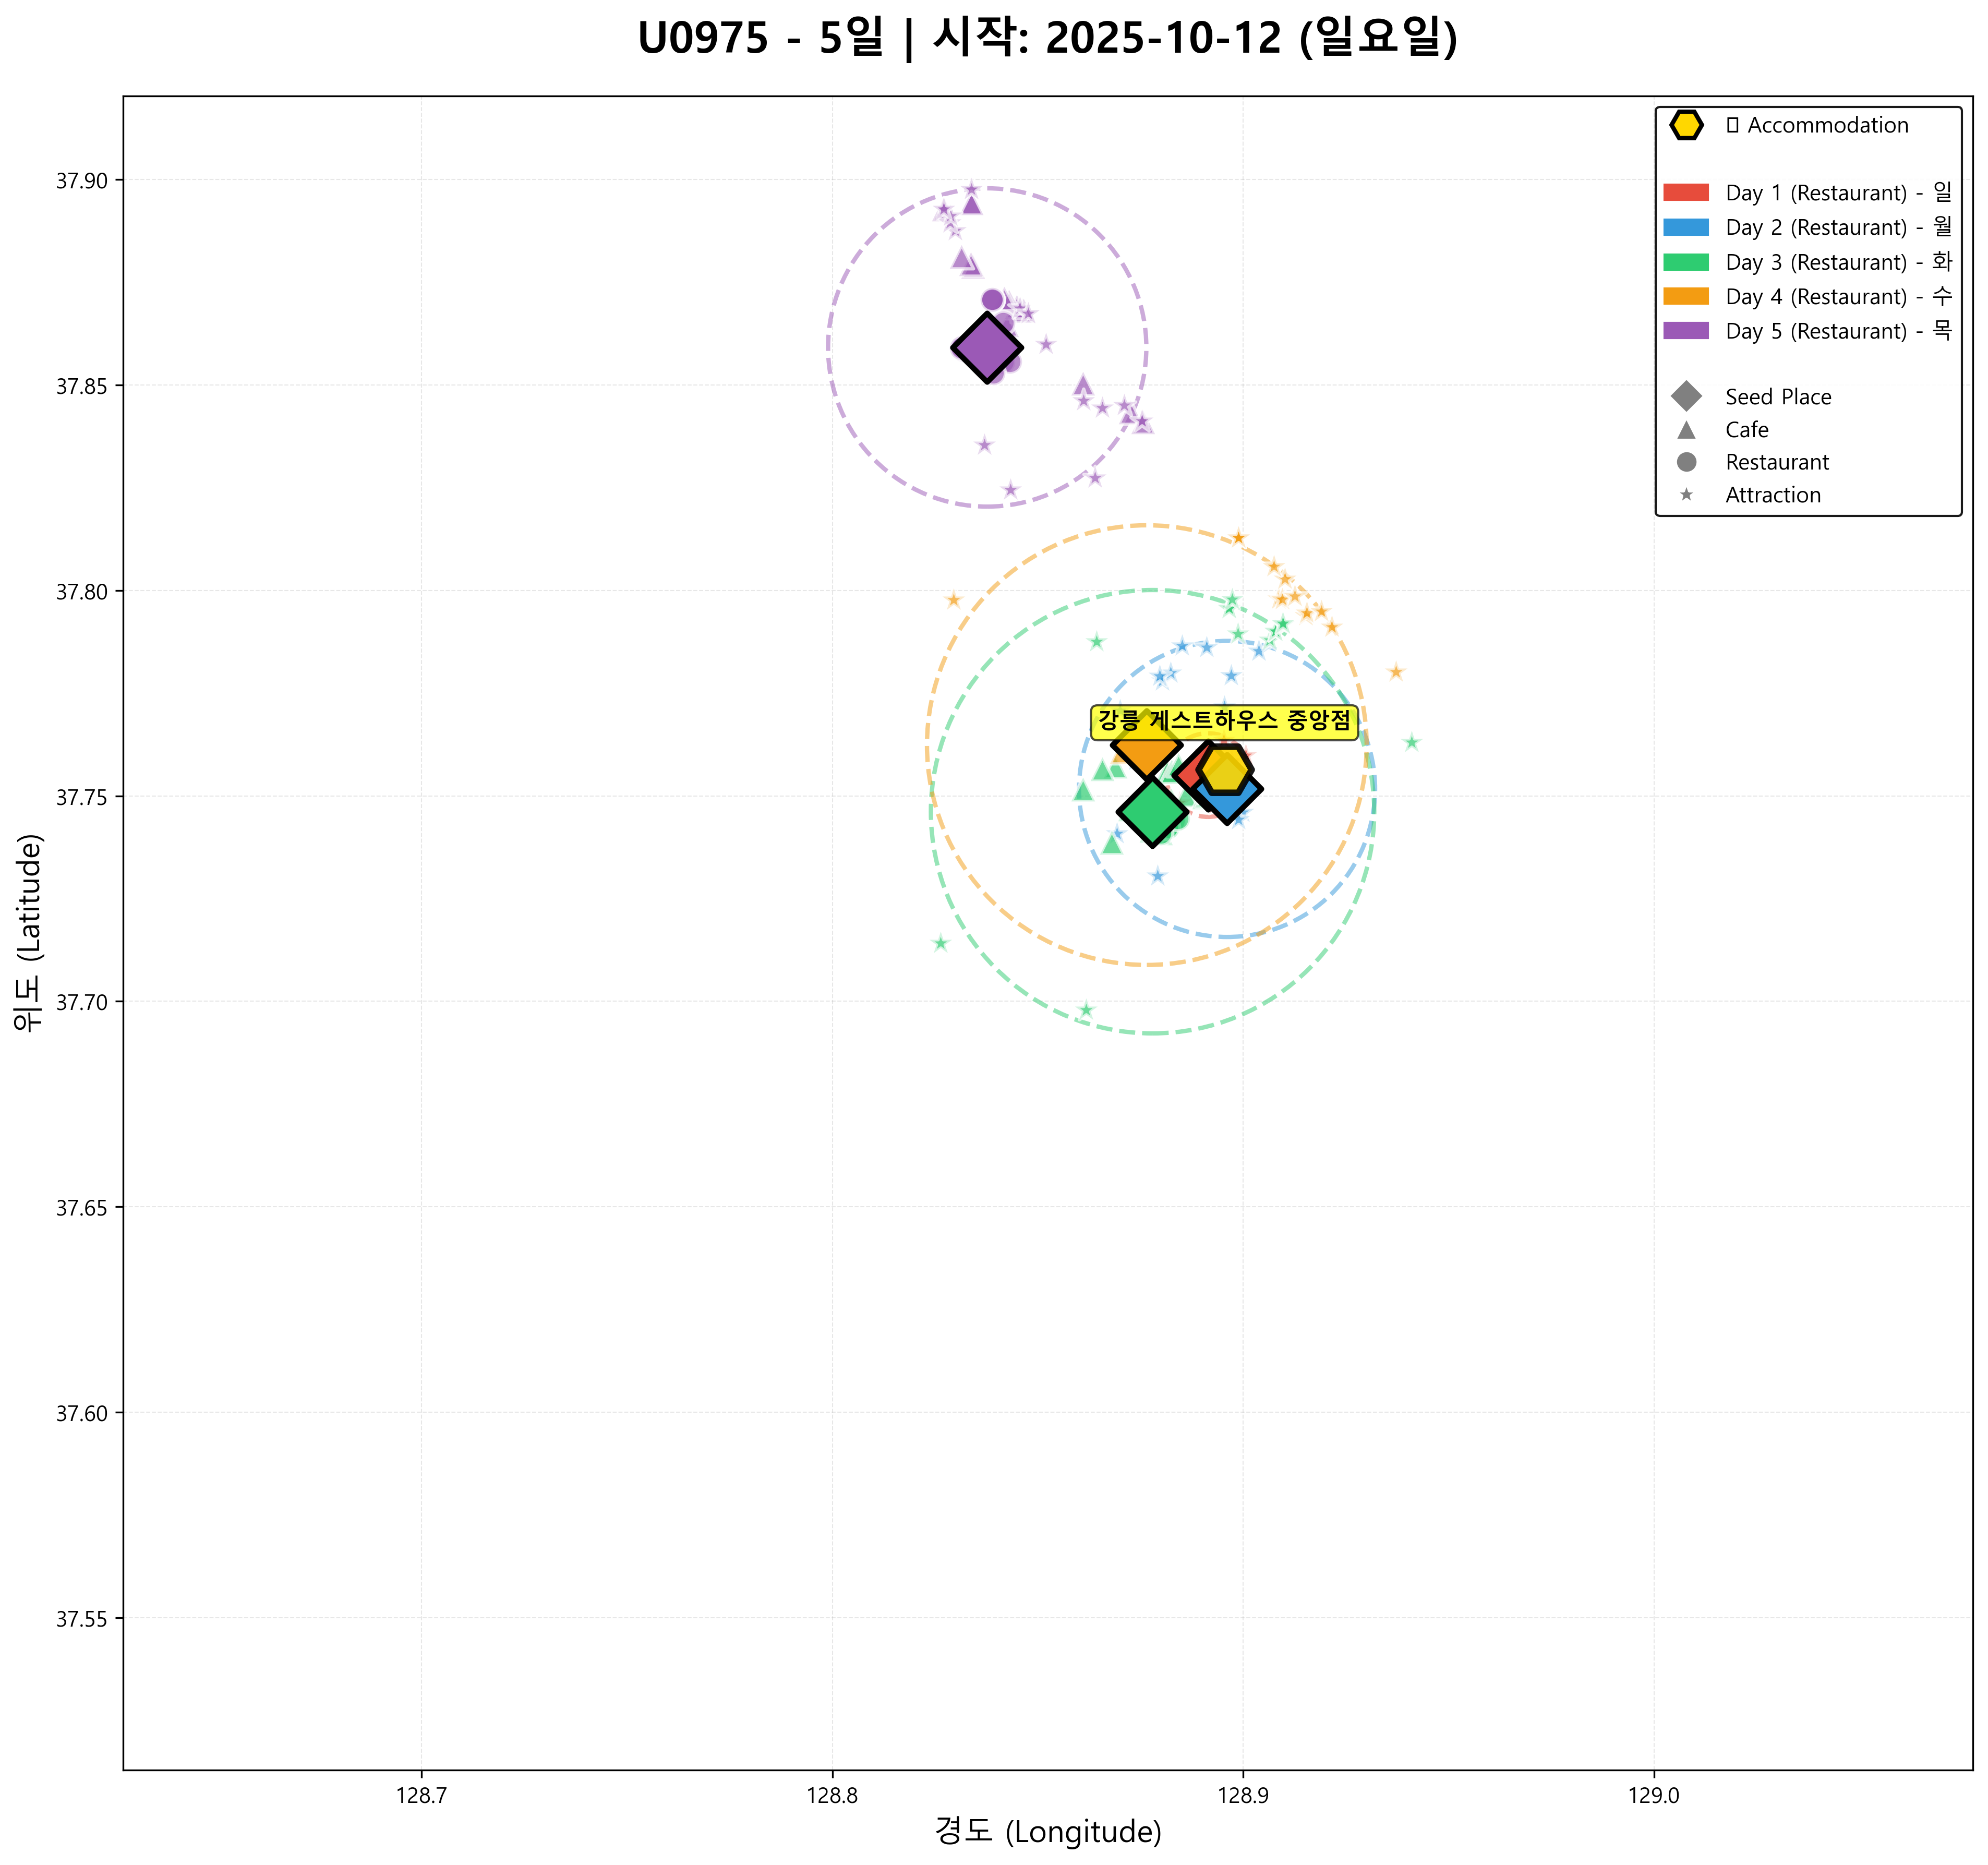 U0975 - 5일 | 시작: 2025-10-12 (일요일)
Accommodation
Day 1 (Restaurant) - 일
Day 2 (Restaurant) - 월
Day 3 (Restaurant) - 화
Day 4 (Restaurant) - 수
Day 5 (Restaurant) - 목
Seed Place
Cafe
Restaurant
Attraction
37.90
37.85
37.80
37.75
37.70
37.65
37.60
37.55
강릉 게스트하우스 중앙점
위도 (Latitude)
128.7
128.8
128.9
129.0
경도 (Longitude)